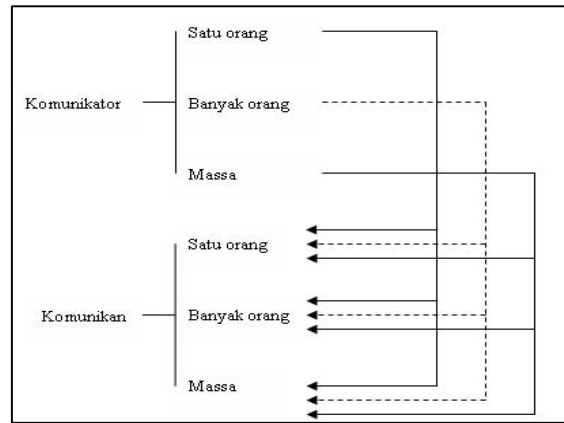 Satu orang
Komunikator
Banyak orang
Massa
Satu orang
Komunikan
Banyak orang
Massa